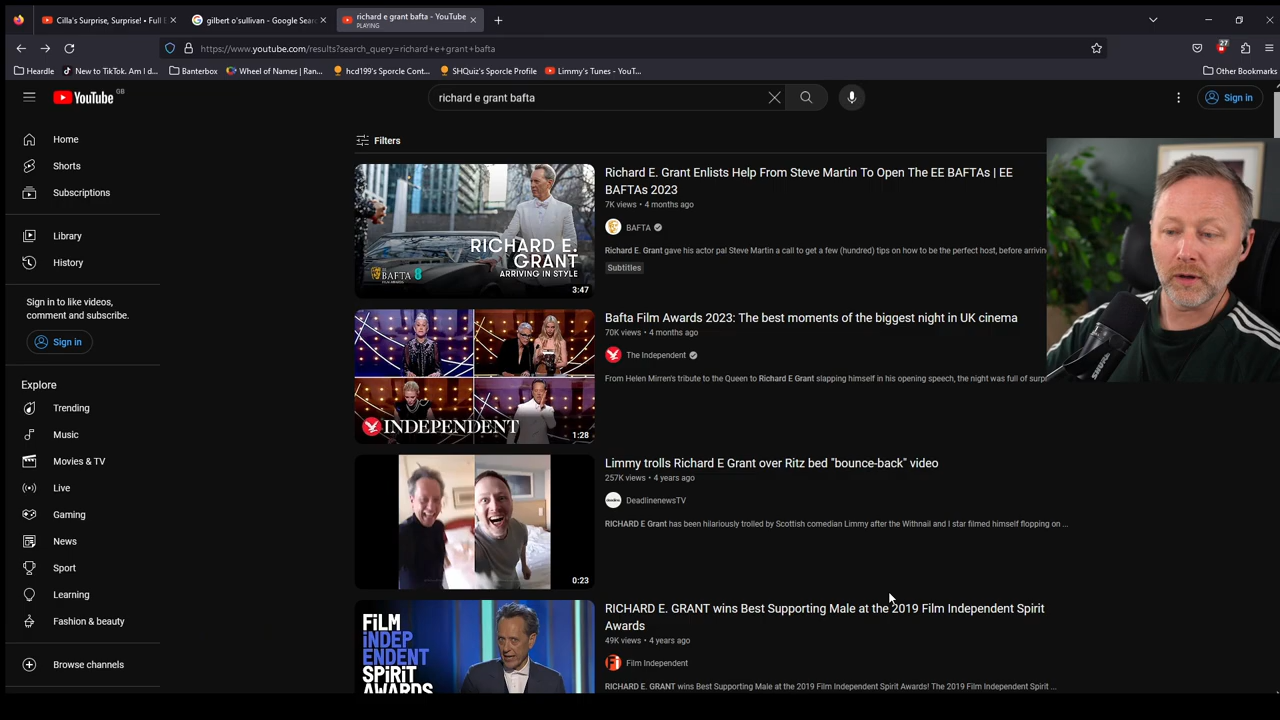 Cilla's Surprise, Surprise! • Full E
gilbert o'sullivan - Google Sear
richard e grant bafta - YouTube
PLAYING
https://www.youtube.com/results?search_query=richard+e+grant+bafta
27
Heardle
New to TikTok. Am I d...
Banterbox
Wheel of Names | Ran...
hcd199's Sporcle Cont...
SHQuiz's Sporcle Profile
Limmy's Tunes - YouT...
Other Bookmarks
YouTube GB
richard e grant bafta
Sign in
Home
Shorts
Subscriptions
Library
History
Sign in to like videos,
comment and subscribe.
Sign in
Explore
Trending
Music
Movies & TV
Live
Gaming
News
Sport
Learning
Fashion & beauty
Browse channels
Filters
RICHARD E.
GRANT
ARRIVING IN STYLE
BAFTA
3:47
Richard E. Grant Enlists Help From Steve Martin To Open The EE BAFTAs | EE
BAFTAs 2023
7K views • 4 months ago
BAFTA
Richard E. Grant gave his actor pal Steve Martin a call to get a few (hundred) tips on how to be the perfect host, before arriving
Subtitles
INDEPENDENT
1:28
Bafta Film Awards 2023: The best moments of the biggest night in UK cinema
70K views • 4 months ago
The Independent
From Helen Mirren's tribute to the Queen to Richard E Grant slapping himself in his opening speech, the night was full of surp
0:23
Limmy trolls Richard E Grant over Ritz bed "bounce-back" video
257K views • 4 years ago
DeadlinenewsTV
RICHARD E Grant has been hilariously trolled by Scottish comedian Limmy after the Withnail and I star filmed himself flopping on ...
FiLM
INDEP
ENDENT
SPiRiT
AWARDS
RICHARD E. GRANT wins Best Supporting Male at the 2019 Film Independent Spirit
Awards
49K views • 4 years ago
Film Independent
RICHARD E. GRANT wins Best Supporting Male at the 2019 Film Independent Spirit Awards! The 2019 Film Independent Spirit ...